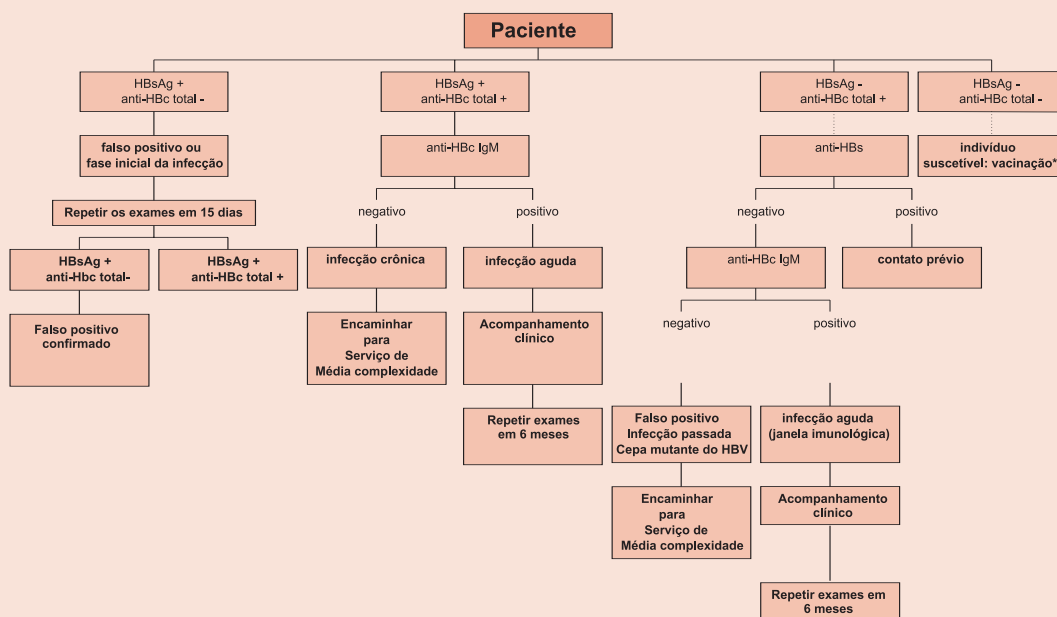 Paciente
HBsAg +
anti-HBc total -
HBsAg +
anti-HBc total +
HBsAg -
anti-HBc total +
HBsAg -
anti-HBc total -
falso positivo ou
fase inicial da infecção
anti-HBc IgM
anti-HBs
indivíduo
suscetível: vacinação*
Repetir os exames em 15 dias
negativo
positivo
negativo
positivo
HBsAg +
anti-Hbc total-
HBsAg +
anti-HBc total +
infecção crônica
infecção aguda
anti-HBc IgM
contato prévio
Falso positivo
confirmado
Encaminhar
para
Serviço de
Média complexidade
Acompanhamento
clínico
negativo
positivo
Repetir exames
em 6 meses
Falso positivo
Infecção passada
Cepa mutante do HBV
infecção aguda
(janela imunológica)
Encaminhar
para
Serviço de
Média complexidade
Acompanhamento
clínico
Repetir exames em
6 meses